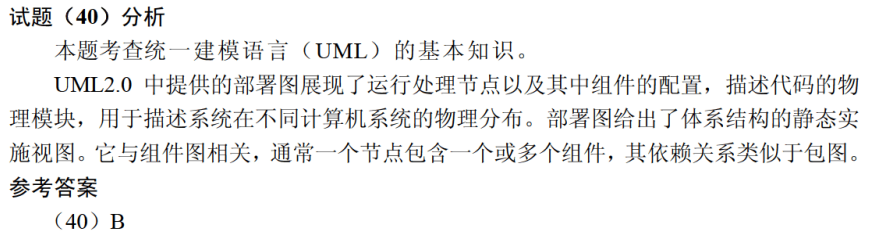 试题（40）分析
本题考查统一建模语言（UML）的基本知识。
UML2.0 中提供的部署图展现了运行处理节点以及其中组件的配置，描述代码的物
理模块，用于描述系统在不同计算机系统的物理分布。部署图给出了体系结构的静态实
施视图。它与组件图相关，通常一个节点包含一个或多个组件，其依赖关系类似于包图。
参考答案
（40）B